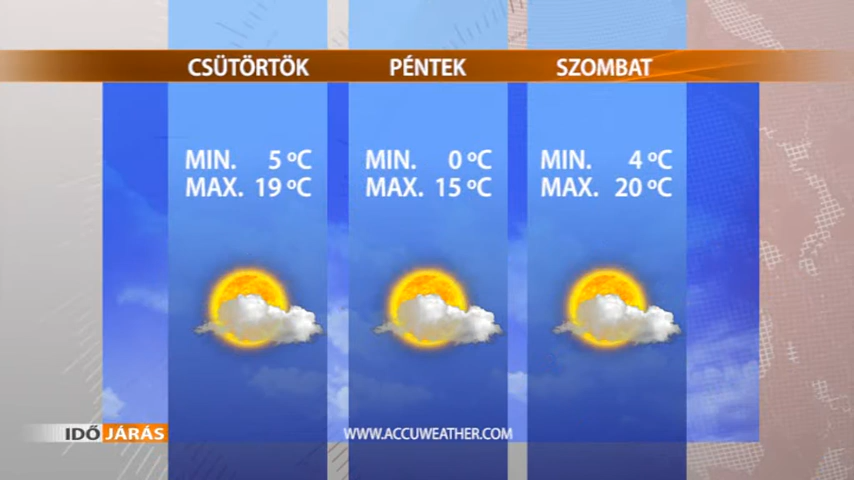 CSÜTÖRTÖK PÉNTEK SZOMBAT
MIN. 5 ºC MIN. 0 ºC MIN. 4 ºC
MAX. 19 ºC MAX. 15 ºC MAX. 20 ºC
IDŐJÁRÁS WWW.ACCUWEATHER.COM